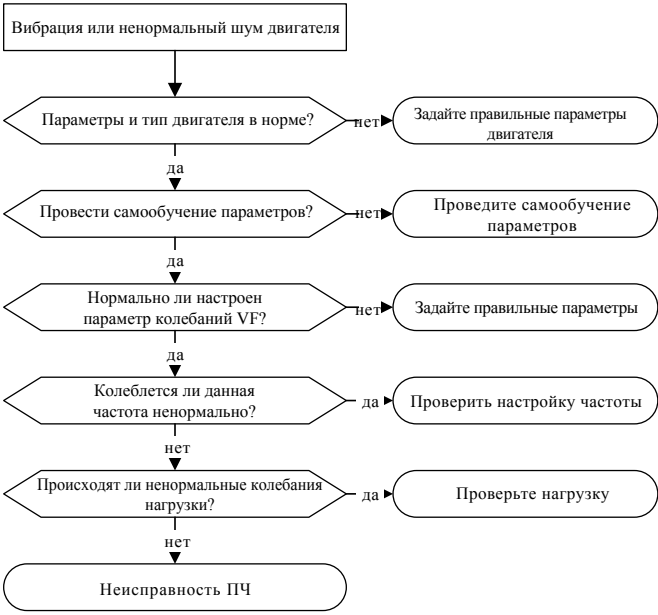 Вибрация или ненормальный шум двигателя
Параметры и тип двигателя в норме?
нет
Задайте правильные параметры
двигателя
да
Провести самообучение параметров?
нет
Проведите самообучение
параметров
да
Нормально ли настроен
параметр колебаний VF?
нет
Задайте правильные параметры
да
Колеблется ли данная
частота ненормально?
да
Проверить настройку частоты
нет
Происходят ли ненормальные колебания
нагрузки?
да
Проверьте нагрузку
нет
Неисправность ПЧ